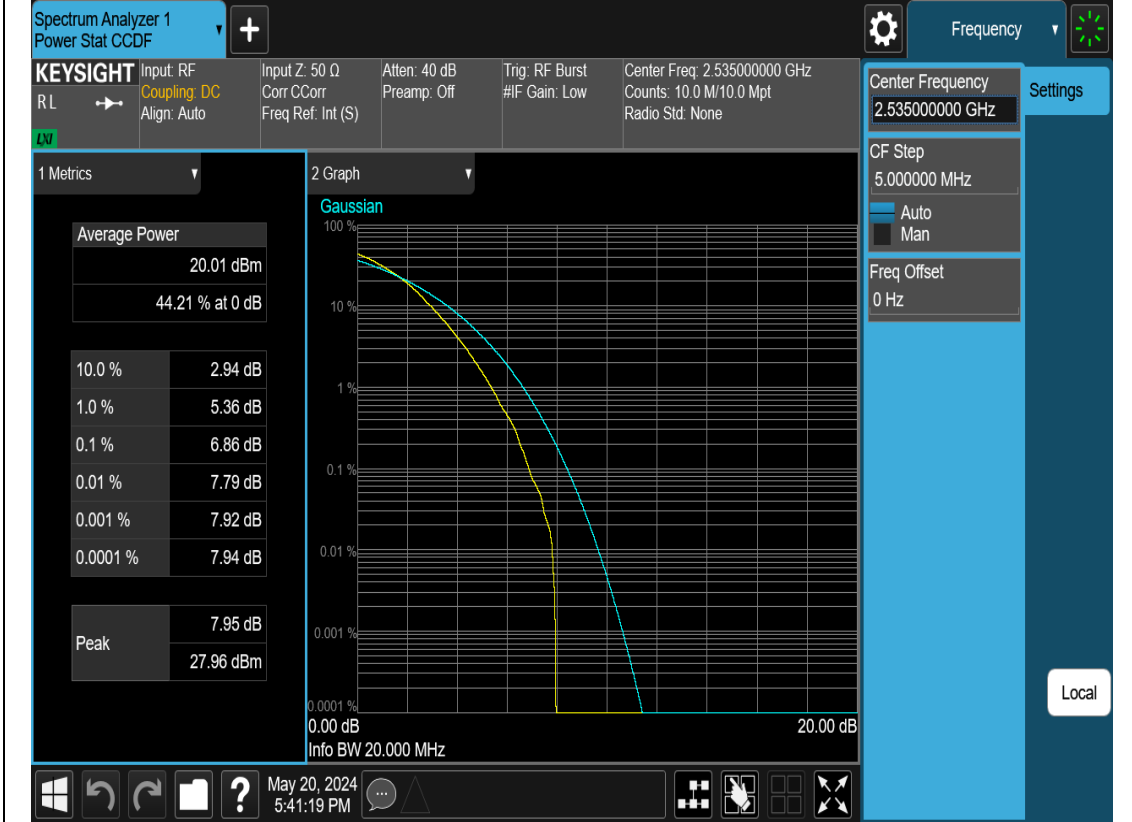 Spectrum Analyzer 1
Power Stat CCDF
+
Frequency
KEYSIGHT
RL
LXI
Input: RF
Coupling: DC
Align: Auto
Input Z: 50 Ω
Corr CCorr
Freq Ref: Int (S)
Atten: 40 dB
Preamp: Off
Trig: RF Burst
#IF Gain: Low
Center Freq: 2.535000000 GHz
Counts: 10.0 M/10.0 Mpt
Radio Std: None
Center Frequency
2.535000000 GHz
Settings
CF Step
5.000000 MHz
Auto
Man
Freq Offset
0 Hz
Local
1 Metrics
Average Power
20.01 dBm
44.21 % at 0 dB
10.0 % 2.94 dB
1.0 % 5.36 dB
0.1 % 6.86 dB
0.01 % 7.79 dB
0.001 % 7.92 dB
0.0001 % 7.94 dB
Peak
7.95 dB
27.96 dBm
2 Graph
Gaussian
100 %
10 %
1 %
0.1 %
0.01 %
0.001 %
0.0001 %
0.00 dB 20.00 dB
Info BW 20.000 MHz
?
May 20, 2024
5:41:19 PM